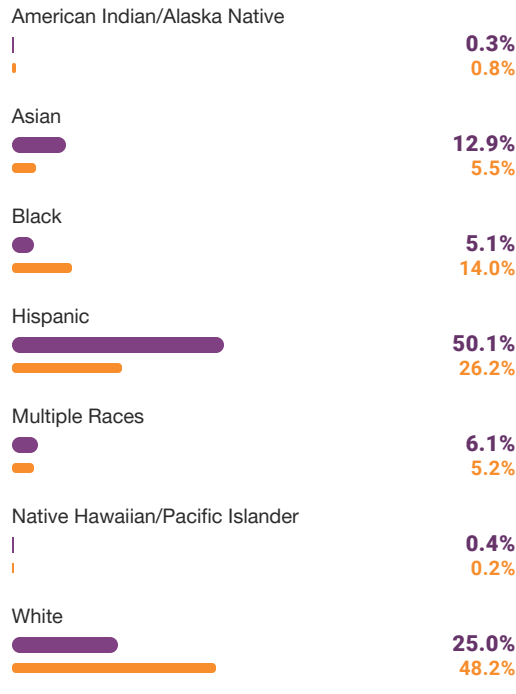 American Indian/Alaska Native
0.3%
0.8%
Asian
12.9%
5.5%
Black
5.1%
14.0%
Hispanic
50.1%
26.2%
Multiple Races
6.1%
5.2%
Native Hawaiian/Pacific Islander
0.4%
0.2%
White
25.0%
48.2%